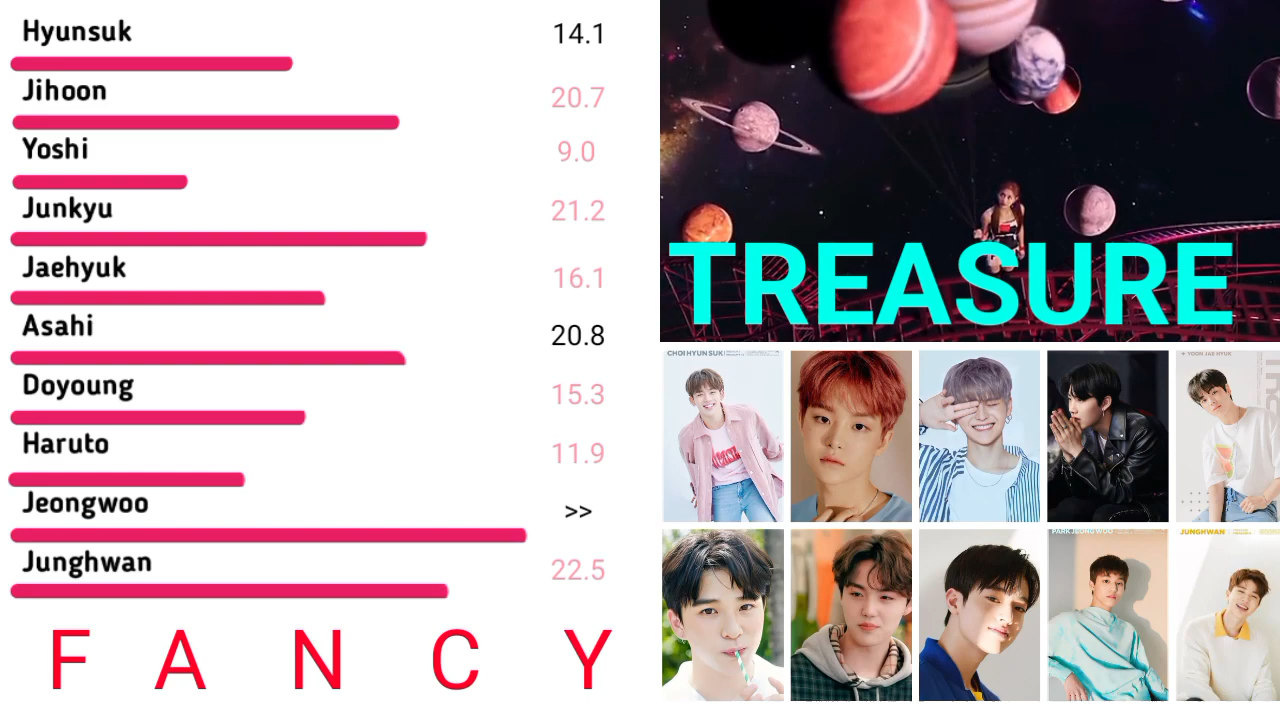 Hyunsuk 14.1
Jihoon 20.7
Yoshi 9.0
Junkyu 21.2
Jaehyuk 16.1
Asahi 20.8
Doyoung 15.3
Haruto 11.9
Jeongwoo >>
Junghwan 22.5
F A N C Y
TREASURE
CHOI HYUN SUK
YOON JAE HYUK
PARK JEONG WOO
JUNGHWAN